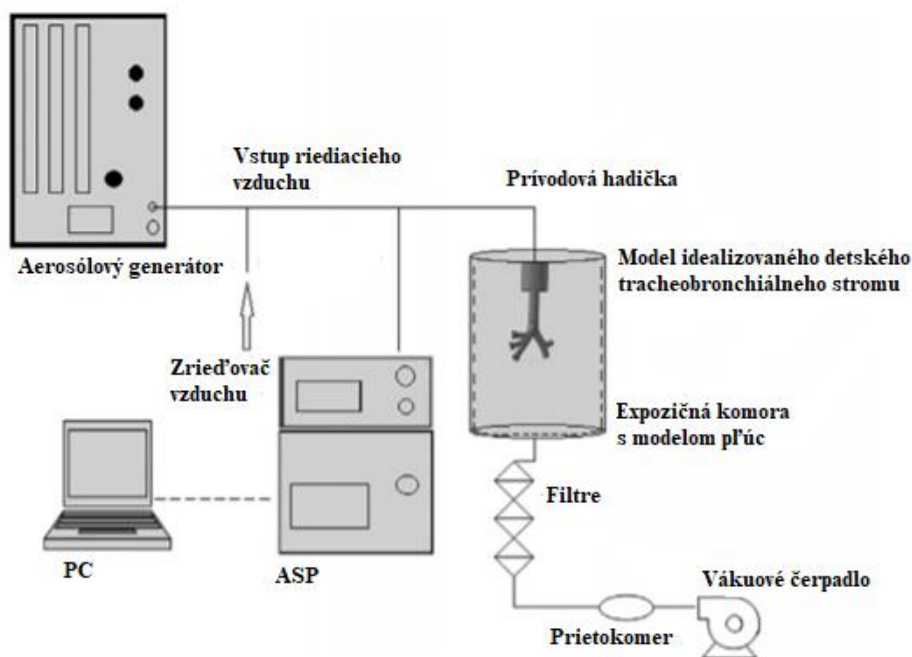 Vstup riediacieho
vzduchu
Prívodová hadička
Aerosólový generátor
Model idealizovaného detského
tracheobronchiálneho stromu
Zrieďovač
vzduchu
Expozičná komora
s modelom pľúc
Filtre
PC
ASP
Vákuové čerpadlo
Prietokomer